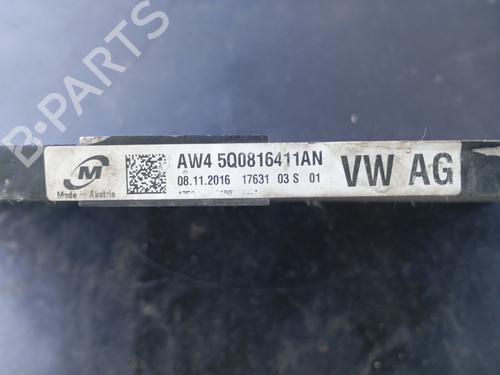 B-PARTS
M
Made in Austria
AW4 5Q0816411AN
08.11.2016 17631 03 S 01
VW AG